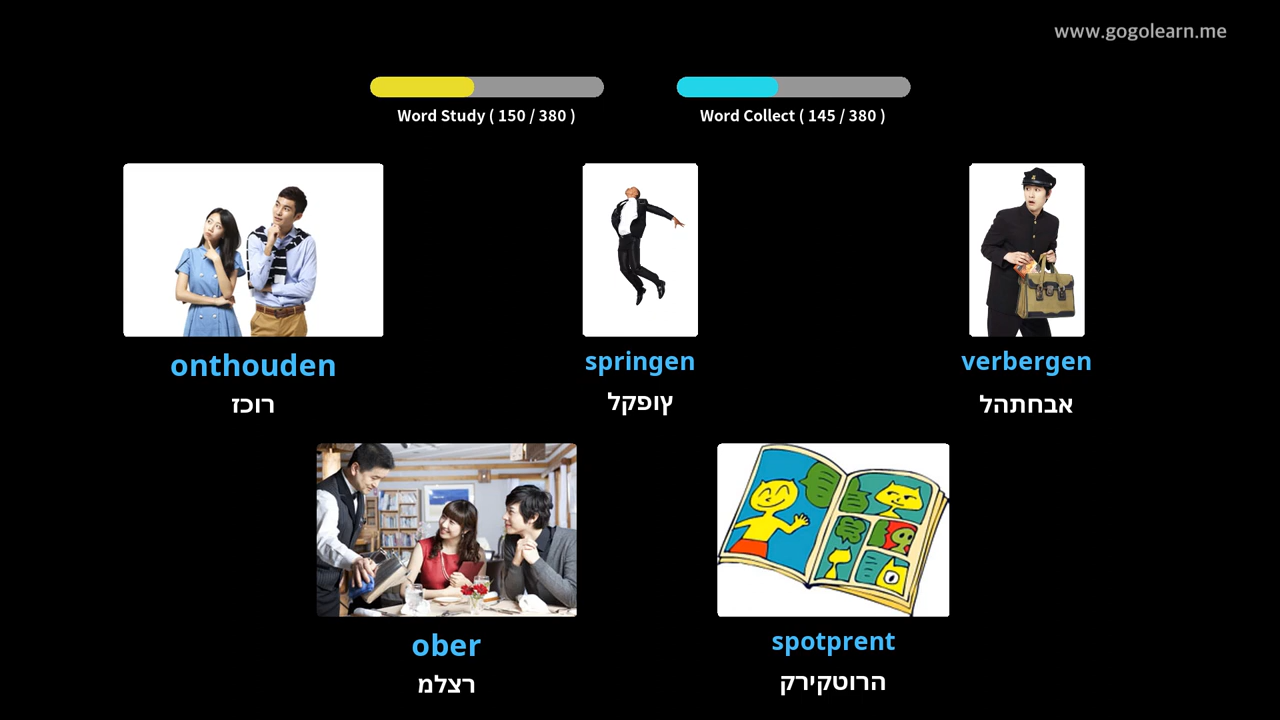 www.gogolearn.me
Word Study ( 150 / 380 )
Word Collect ( 145 / 380 )
onthouden
רוכז
springen
ץופקל
verbergen
אבחתהל
ober
רצלמ
spotprent
הרוטקירק